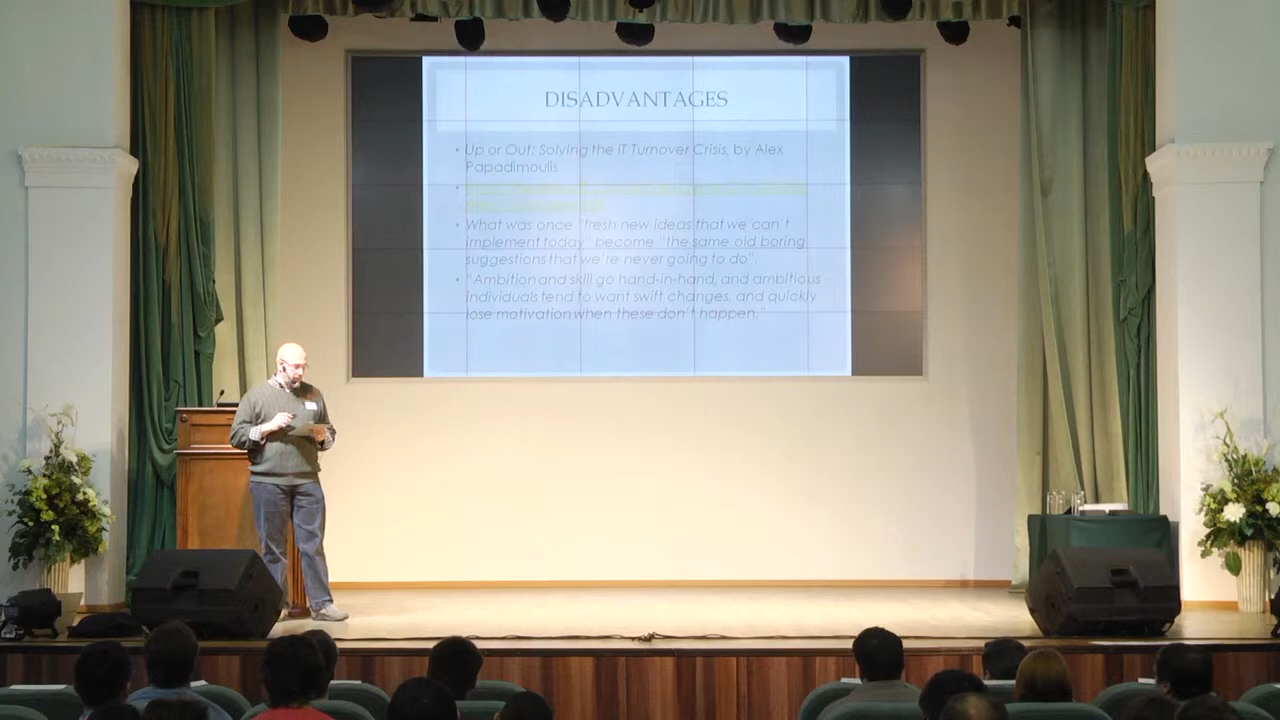 DISADVANTAGES
• Up or Out: Solving the IT Turnover Crisis, by Alex
Papadimoulis
• What was once "fresh new ideas that we can't
implement today" become "the same old boring
suggestions that we're never going to do".
• "Ambition and skill go hand-in-hand, and ambitious
individuals tend to want swift changes, and quickly
lose motivation when these don't happen."